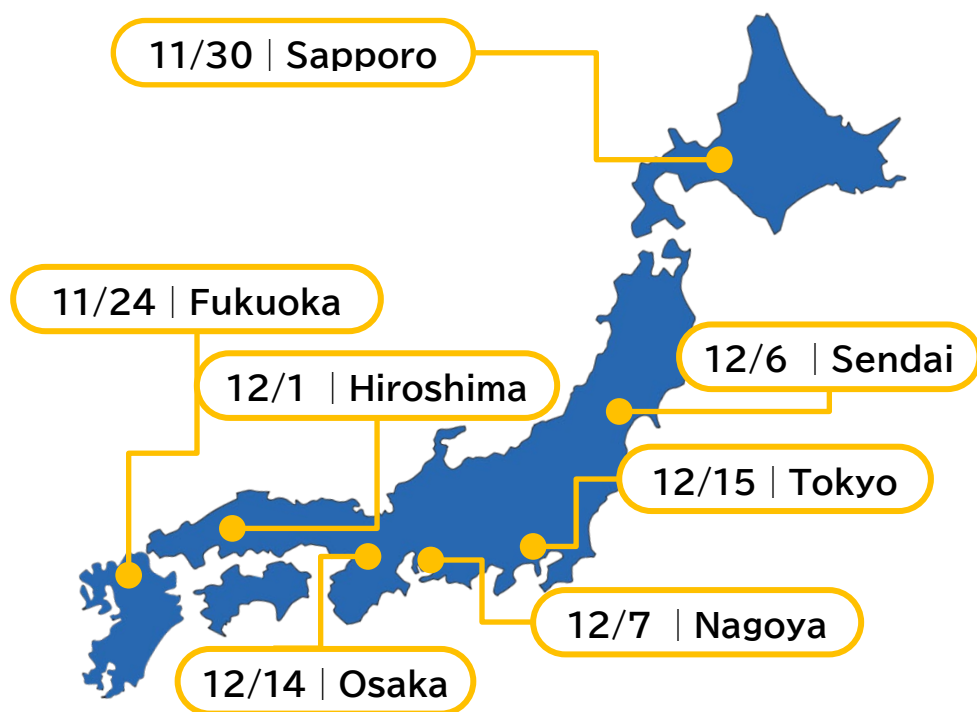 11/30 | Sapporo
11/24 | Fukuoka
12/6 | Sendai
12/1 | Hiroshima
12/15 | Tokyo
12/7 | Nagoya
12/14 | Osaka